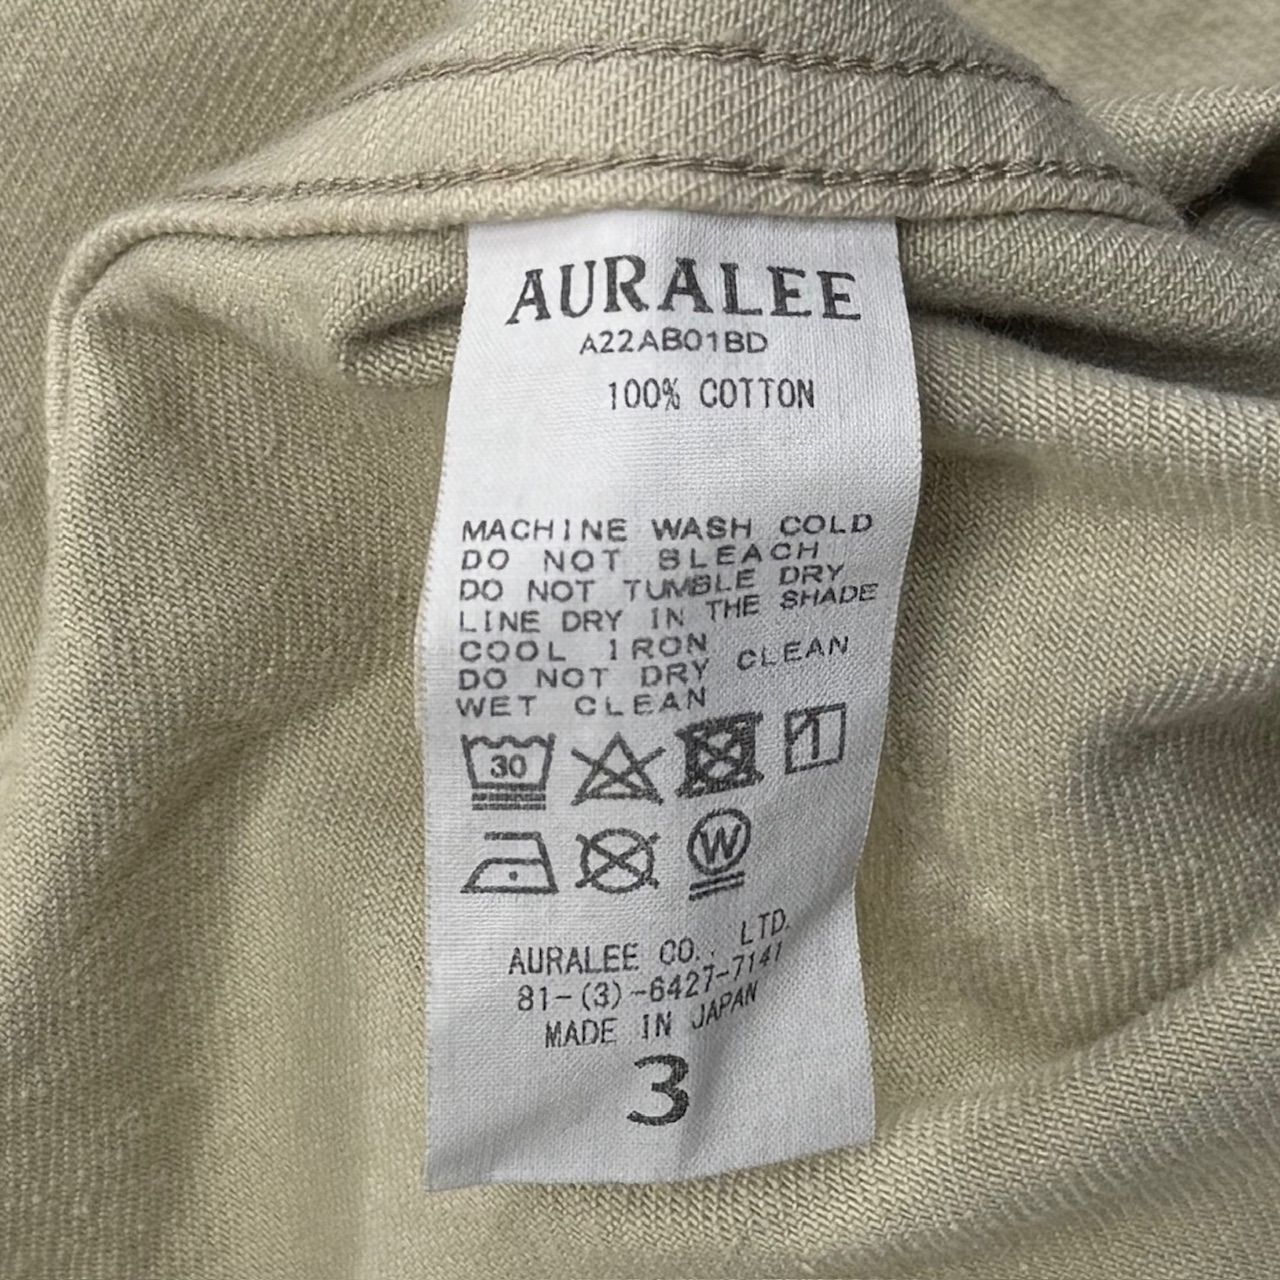 AURALEE
A22AB01BD
100% COTTON
MACHINE WASH COLD
DO NOT BLEACH
DO NOT TUMBLE DRY
LINE DRY IN THE SHADE
COOL IRON
DO NOT DRY CLEAN
WET CLEAN
30
W
AURALEE CO., LTD.
81-(3)-6427-7141
MADE IN JAPAN
3